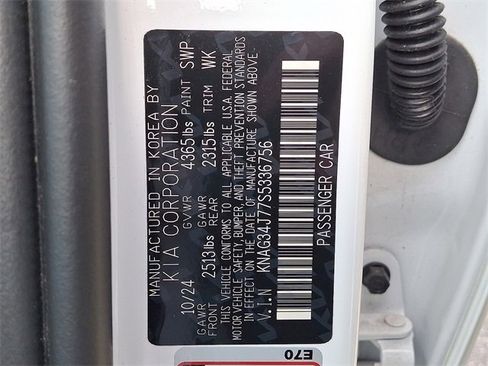 MANUFACTURED IN KOREA BY
KIA CORPORATION
10/24 GVWR 4365lbs PAINT SWP
GAWR 2513lbs GAWR REAR 2315lbs TRIM WK
THIS VEHICLE CONFORMS TO ALL APPLICABLE U.S.A. FEDERAL
MOTOR VEHICLE SAFETY, BUMPER, AND THEFT PREVENTION STANDARDS
IN EFFECT ON THE DATE OF MANUFACTURE SHOWN ABOVE.
V.I.N KNAG34J77S5336756
PASSENGER CAR
E70